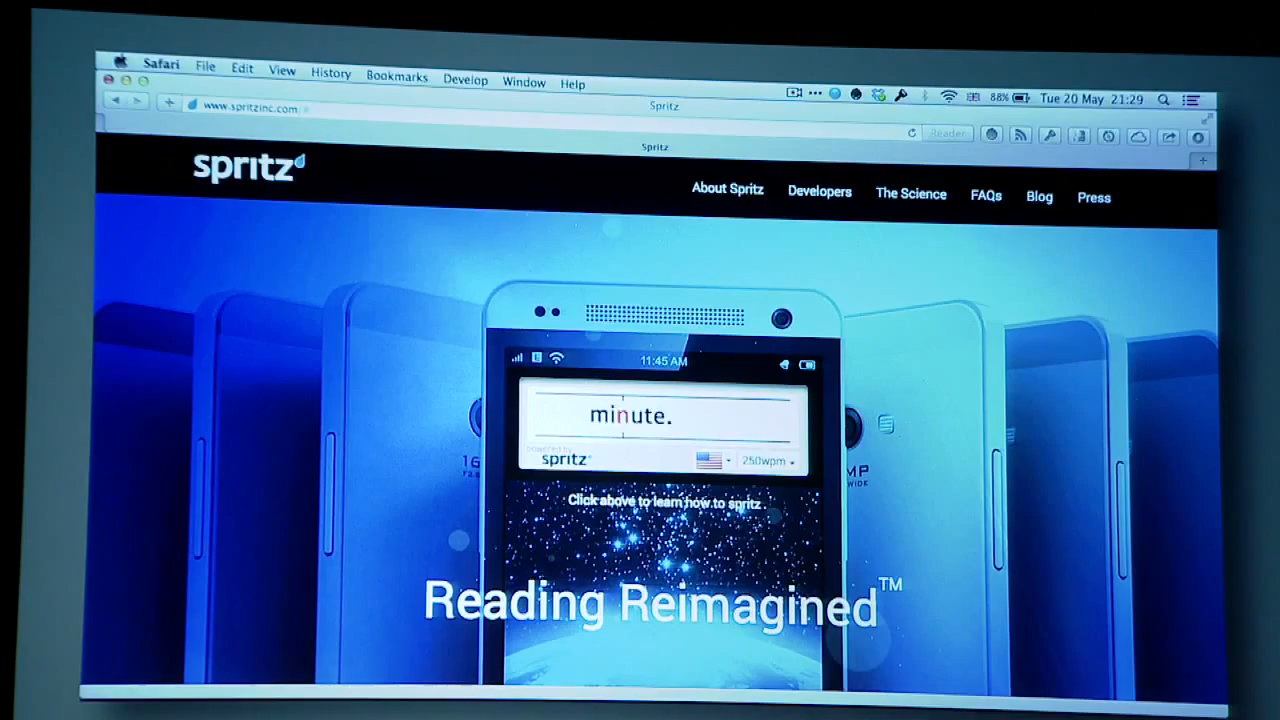 Safari File Edit View History Bookmarks Develop Window Help 88% Tue 20 May 21:29
Spritz
www.spritzinc.com
Reader
Spritz
spritz
About Spritz Developers The Science FAQs Blog Press
11:45 AM
minute.
powered by
spritz 250wpm
Click above to learn how to spritz.
Reading Reimagined™